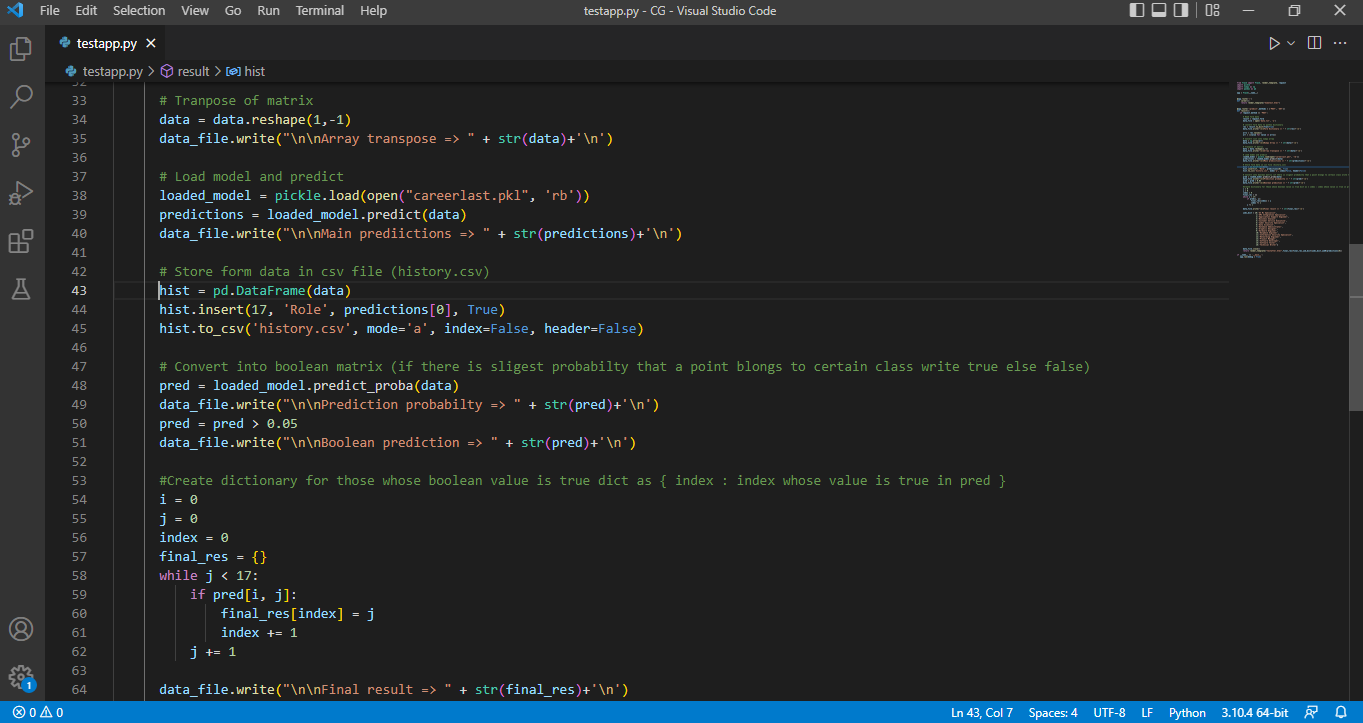 File Edit Selection View Go Run Terminal Help testapp.py - CG - Visual Studio Code
testapp.py
testapp.py > result > hist
32
33 # Tranpose of matrix
34 data = data.reshape(1,-1)
35 data_file.write("\n\nArray transpose => " + str(data)+'\n')
36
37 # Load model and predict
38 loaded_model = pickle.load(open("careerlast.pkl", 'rb'))
39 predictions = loaded_model.predict(data)
40 data_file.write("\n\nMain prediictions => " + str(predictions)+'\n')
41
42 # Store form data in csv file (history.csv)
43 hist = pd.DataFrame(data)
44 hist.insert(17, 'Role', predictions[0], True)
45 hist.to_csv('history.csv', mode='a', index=False, header=False)
46
47 # Convert into boolean matrix (if there is sligest probabilty that a point blongs to certain class write true else false)
48 pred = loaded_model.predict_proba(data)
49 data_file.write("\n\nPrediction probabilty => " + str(pred)+'\n')
50 pred = pred > 0.05
51 data_file.write("\n\nBoolean prediction => " + str(pred)+'\n')
52
53 #Create dictionary for those whose boolean value is true dict as { index : index whose value is true in pred }
54 i = 0
55 j = 0
56 index = 0
57 final_res = {}
58 while j < 17:
59 if pred[i, j]:
60 final_res[index] = j
61 index += 1
62 j += 1
63
64 data_file.write("\n\nFinal result => " + str(final_res)+'\n')
1
0 0 Ln 43, Col 7 Spaces: 4 UTF-8 LF Python 3.10.4 64-bit